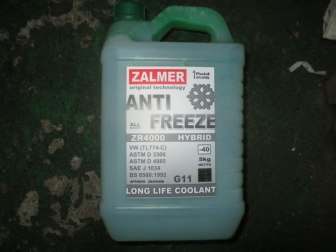 ZALMER
original technology
ANTI
FREEZE
ALL
ZR4000 HYBRID
VW (TL774-C)
ASTM D 3306
ASTM D 4985
SAE J 1034
BS 6580:1992
-40
5kg
G11
LONG LIFE COOLANT